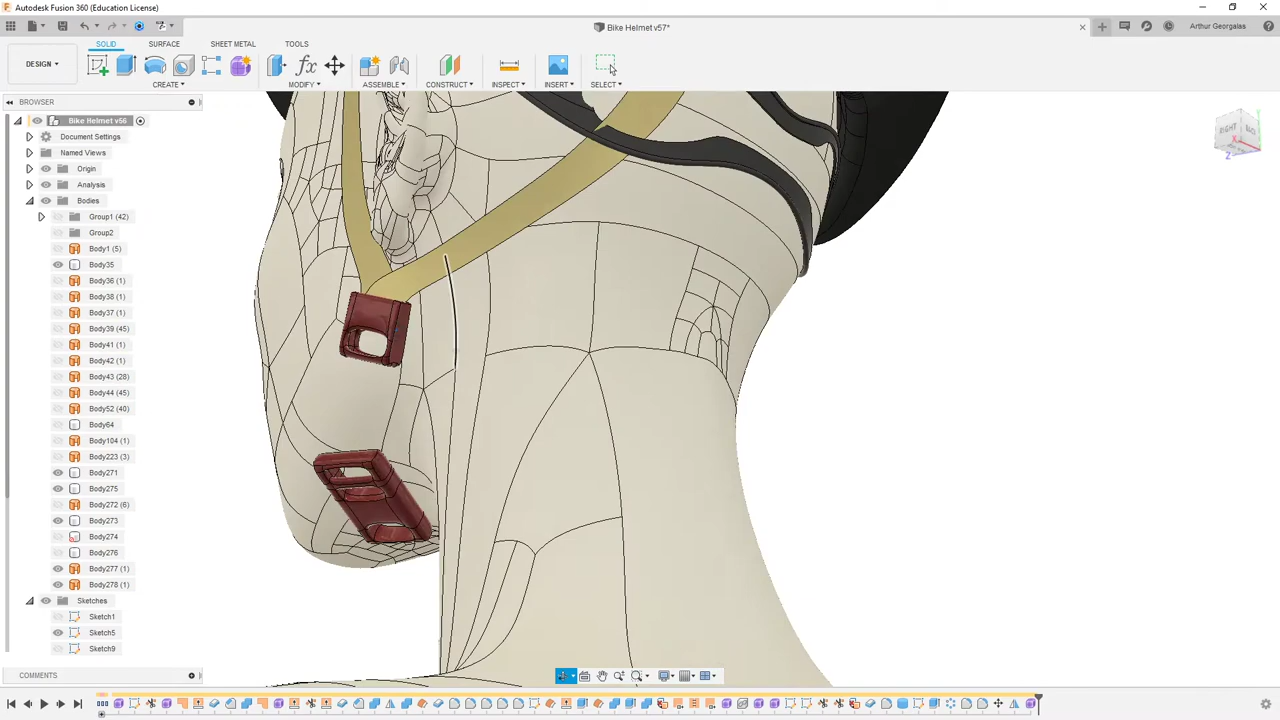 Autodesk Fusion 360 (Education License)
Bike Helmet v57*
Arthur Georgalas
SOLID SURFACE SHEET METAL TOOLS
DESIGN
CREATE MODIFY ASSEMBLE CONSTRUCT INSPECT INSERT SELECT
BROWSER
Bike Helmet v56
Document Settings
Named Views
Origin
Analysis
Bodies
Group1 (42)
Group2
Body1 (5)
Body35
Body36 (1)
Body38 (1)
Body37 (1)
Body39 (45)
Body41 (1)
Body42 (1)
Body43 (28)
Body44 (45)
Body52 (40)
Body64
Body104 (1)
Body223 (3)
Body271
Body275
Body272 (6)
Body273
Body274
Body276
Body277 (1)
Body278 (1)
Sketches
Sketch1
Sketch5
Sketch9
COMMENTS
RIGHT BACK
X
Z